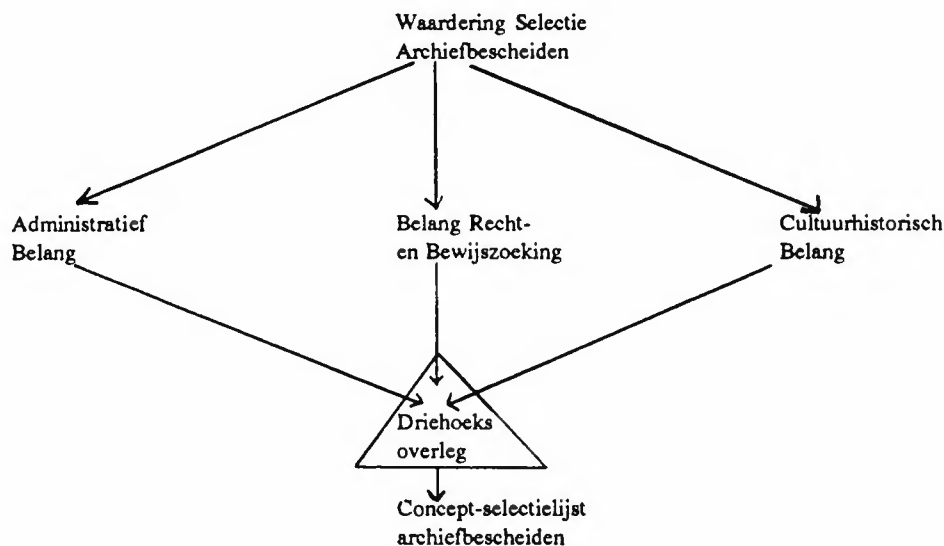 Waardering Selectie
Archiefbescheiden
Administratief
Belang
Belang Recht-
en Bewijszoeking
Cultuurhistorisch
Belang
Driehoeks
overleg
Concept-selectielijst
archiefbescheiden